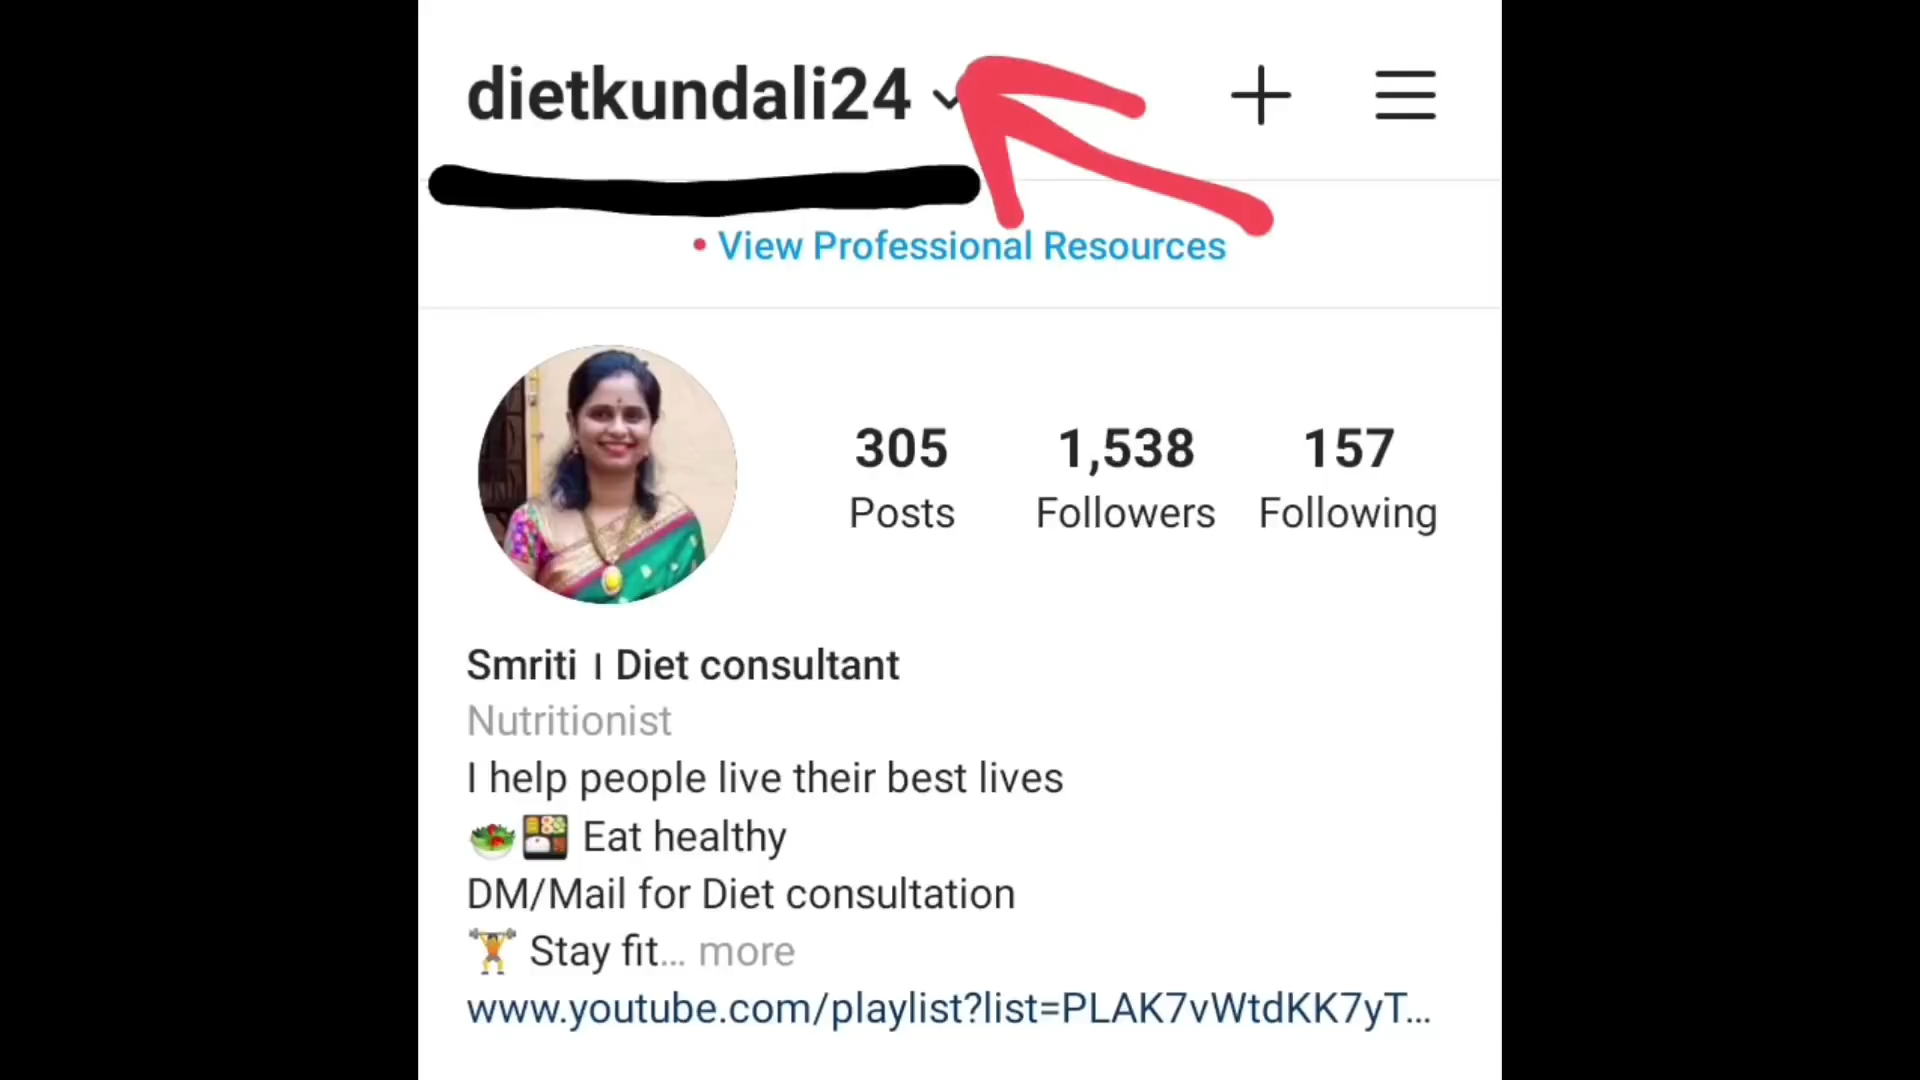 dietkundali24
• View Professional Resources
305 1,538 157
Posts Followers Following
Smriti । Diet consultant
Nutritionist
I help people live their best lives
🥗🍱 Eat healthy
DM/Mail for Diet consultation
🏋 Stay fit... more
www.youtube.com/playlist?list=PLAK7vWtdKK7yT...